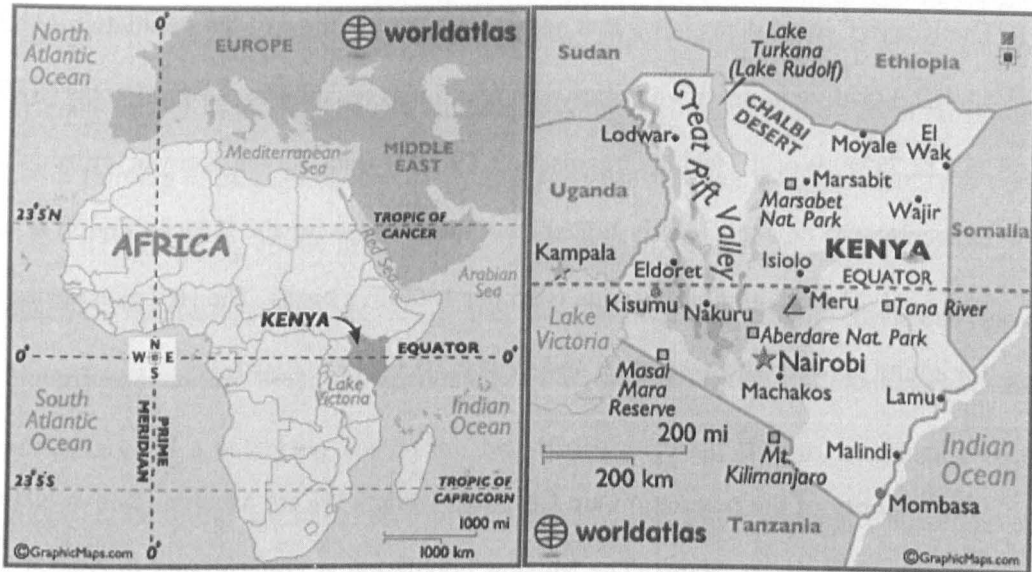 0°
North
Atlantic
Ocean
EUROPE
worldatlas
Mediterranean
Sea
MIDDLE
EAST
23°5'N
TROPIC OF
CANCER
AFRICA
Red Sea
Arabian
Sea
KENYA
EQUATOR
0°
0°
N
W E
S
Lake
Victoria
South
Atlantic
Ocean
PRIME
MERIDIAN
Indian
Ocean
23°5'S
TROPIC OF
CAPRICORN
1000 mi
1000 km
©GraphicMaps.com
0°
Lake
Turkana
(Lake Rudolf)
Sudan
Ethiopia
Great Rift Valley
CHALBI
DESERT
Lodwar
Moyale
El
Wak
Uganda
Marsabit
Marsabet
Nat. Park
Wajir
Somalia
KENYA
Kampala
Eldoret
Isiolo
EQUATOR
Kisumu
Nakuru
Meru
Tana River
Lake
Victoria
Aberdare Nat. Park
Nairobi
Masai
Mara
Reserve
Machakos
Lamu
200 mi
200 km
Mt.
Kilimanjaro
Malindi
Indian
Ocean
Mombasa
worldatlas
Tanzania
©GraphicMaps.com